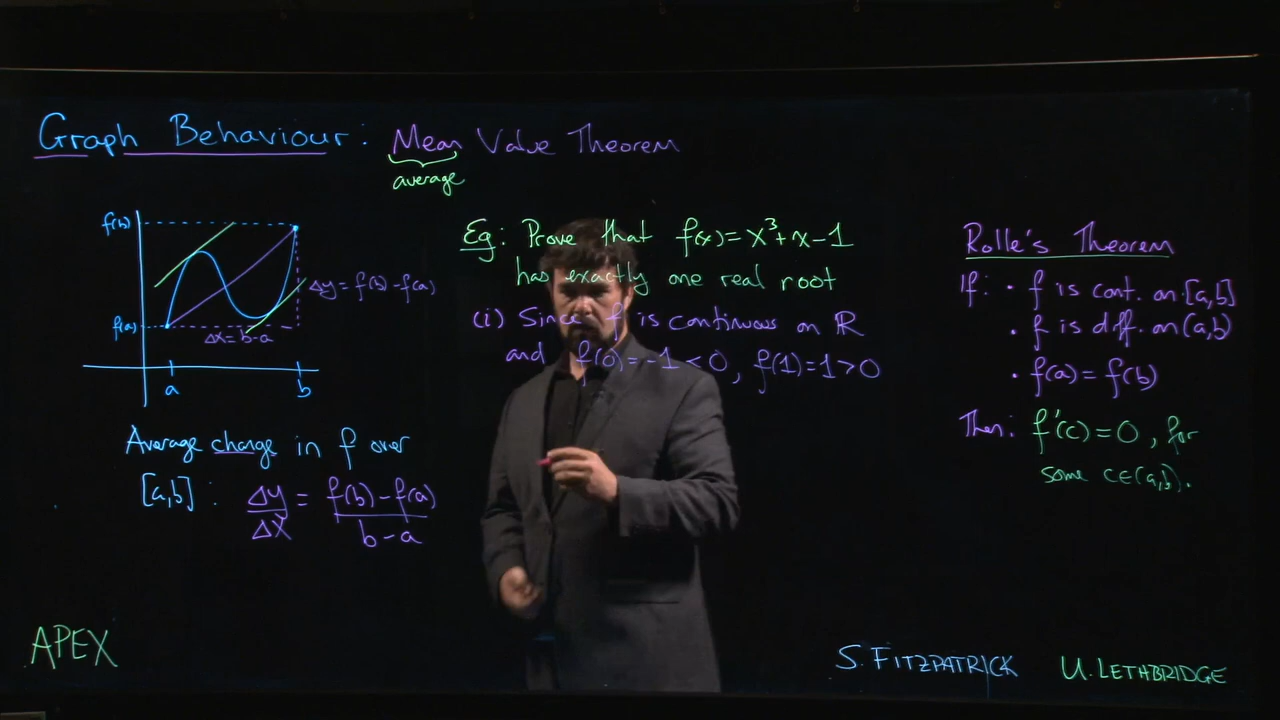 Graph Behaviour: Mean Value Theorem
average
f(b)
f(a)
Δy = f(b) - f(a)
Δx = b-a
a
b
Average change in f over
[a,b] : Δy/ΔX = f(b) - f(a)/b - a
Eg: Prove that f(x) = x³ + x - 1
has exactly one real root
(i) Since f is continuous on ℝ
and f(0) = -1 < 0, f(1) = 1 > 0
Rolle's Theorem
If: • f is cont. on [a,b]
• f is diff. on (a,b)
• f(a) = f(b)
Then: f'(c) = 0, for
some c∈(a,b).
APEX
S. FITZPATRICK U. LETHBRIDGE